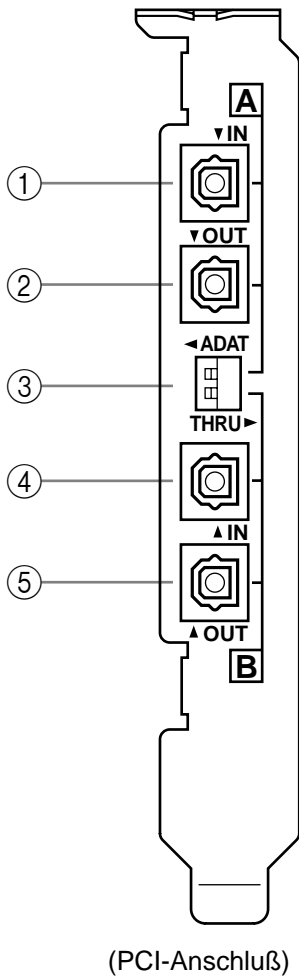 A
▼IN
①
▼OUT
②
◄ADAT
③
THRU►
④
▲IN
⑤
▲OUT
B
(PCI-Anschluß)